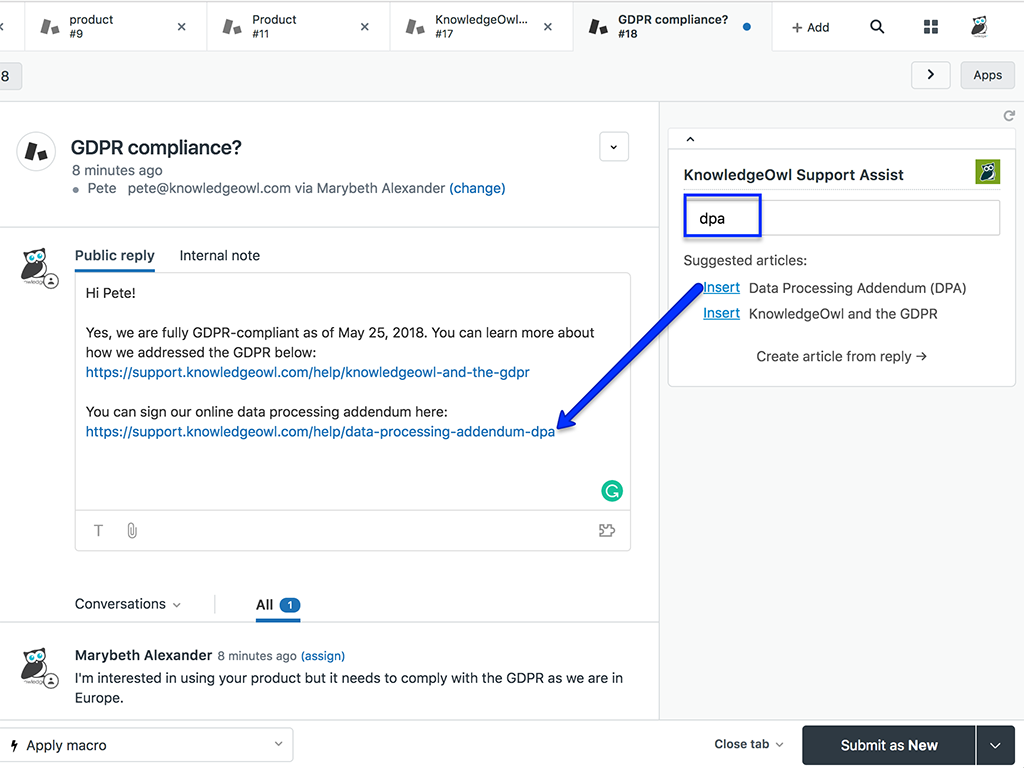 product
#9
Product
#11
KnowledgeOwl...
#17
GDPR compliance?
#18
+ Add
8
Apps
GDPR compliance?
8 minutes ago
Pete pete@knowledgeowl.com via Marybeth Alexander (change)
Public reply Internal note
Hi Pete!
Yes, we are fully GDPR-compliant as of May 25, 2018. You can learn more about
how we addressed the GDPR below:
https://support.knowledgeowl.com/help/knowledgeowl-and-the-gdpr
You can sign our online data processing addendum here:
https://support.knowledgeowl.com/help/data-processing-addendum-dpa
T
Conversations
All 1
Marybeth Alexander 8 minutes ago (assign)
I'm interested in using your product but it needs to comply with the GDPR as we are in
Europe.
KnowledgeOwl Support Assist
dpa
Suggested articles:
Insert Data Processing Addendum (DPA)
Insert KnowledgeOwl and the GDPR
Create article from reply →
Apply macro
Close tab
Submit as New